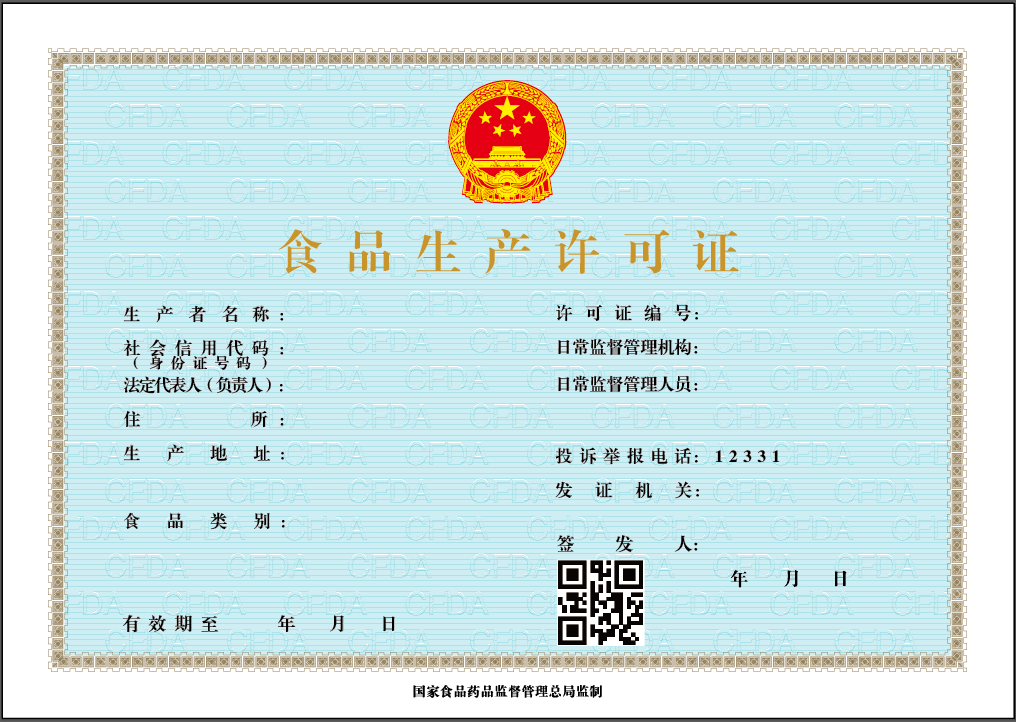 食品生产许可证
生产者名称：
许可证编号：
社会信用代码：
（身份证号码）
日常监督管理机构：
法定代表人（负责人）：
日常监督管理人员：
住所：
生产地址：
投诉举报电话：12331
发证机关：
食品类别：
签发人：
年 月 日
有效期至 年 月 日
国家食品药品监督管理总局监制
CFDA